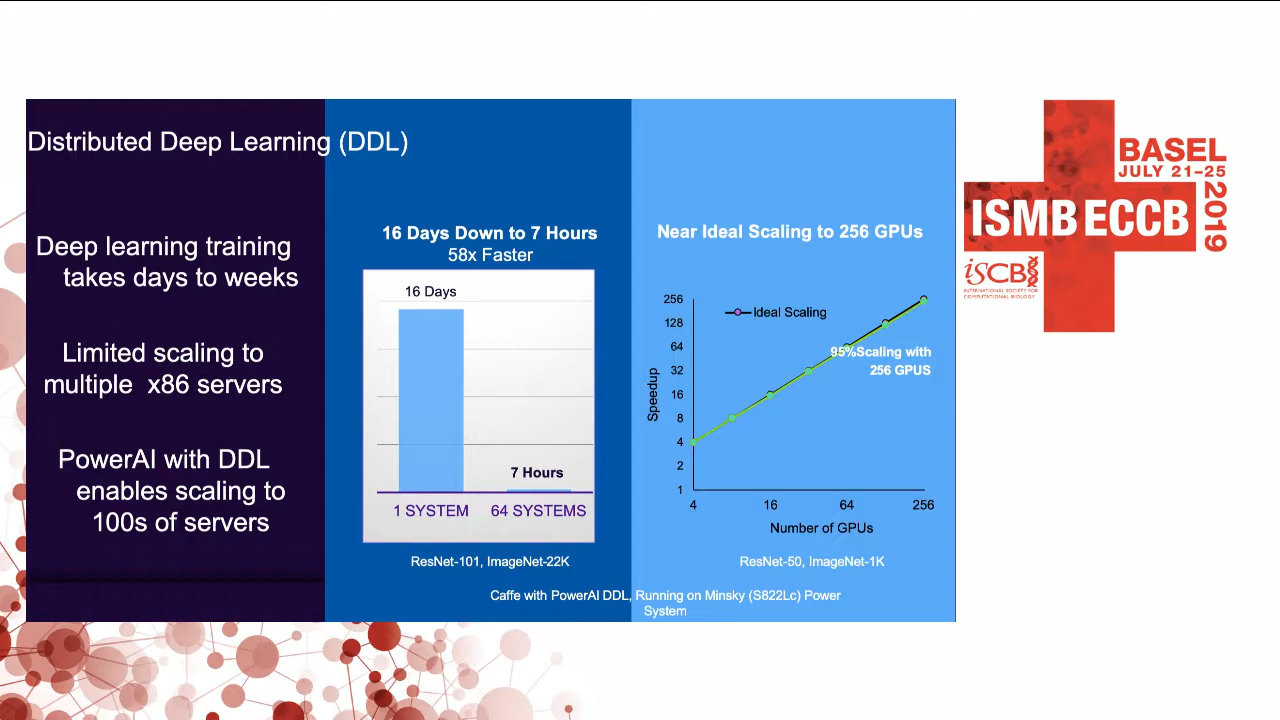 Distributed Deep Learning (DDL)
Deep learning training
takes days to weeks
Limited scaling to
multiple x86 servers
PowerAI with DDL
enables scaling to
100s of servers
16 Days Down to 7 Hours
58x Faster
16 Days
7 Hours
1 SYSTEM
64 SYSTEMS
ResNet-101, ImageNet-22K
Near Ideal Scaling to 256 GPUs
256
128
64
32
16
8
4
2
1
Speedup
Ideal Scaling
95%Scaling with
256 GPUS
4
16
64
256
Number of GPUs
ResNet-50, ImageNet-1K
Caffe with PowerAI DDL, Running on Minsky (S822Lc) Power
System
BASEL
JULY 21–25
2019
ISMB ECCB
iSCB
INTERNATIONAL SOCIETY FOR
COMPUTATIONAL BIOLOGY